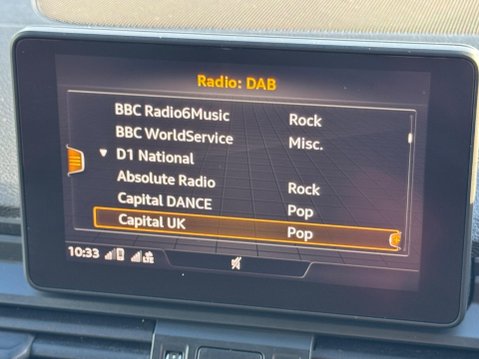 Radio: DAB
BBC Radio6Music Rock
BBC WorldService Misc.
D1 National
Absolute Radio Rock
Capital DANCE Pop
Capital UK Pop
10:33 LTE